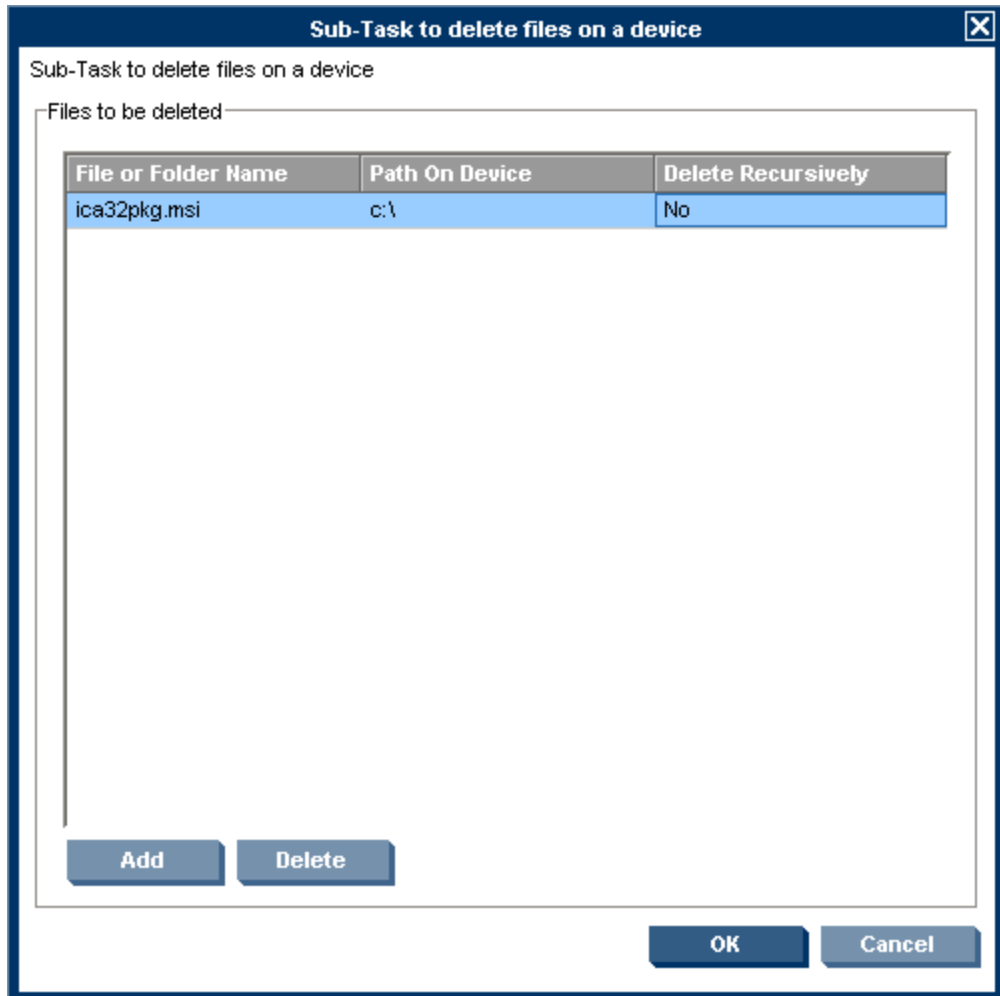 Sub-Task to delete files on a device
Sub-Task to delete files on a device
Files to be deleted
File or Folder Name Path On Device Delete Recursively
ica32pkg.msi c:\ No
Add Delete
OK Cancel